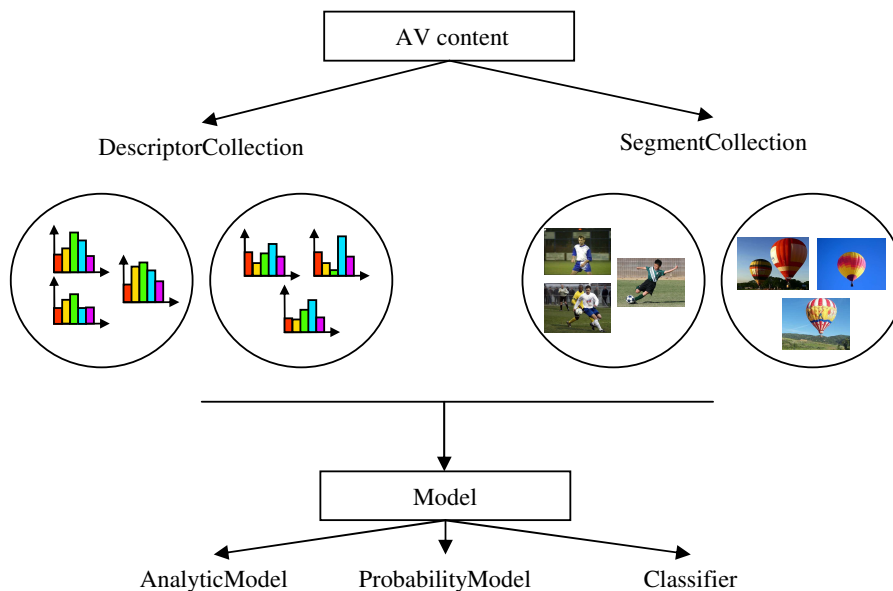 AV content
DescriptorCollection
SegmentCollection
Model
AnalyticModel
ProbabilityModel
Classifier